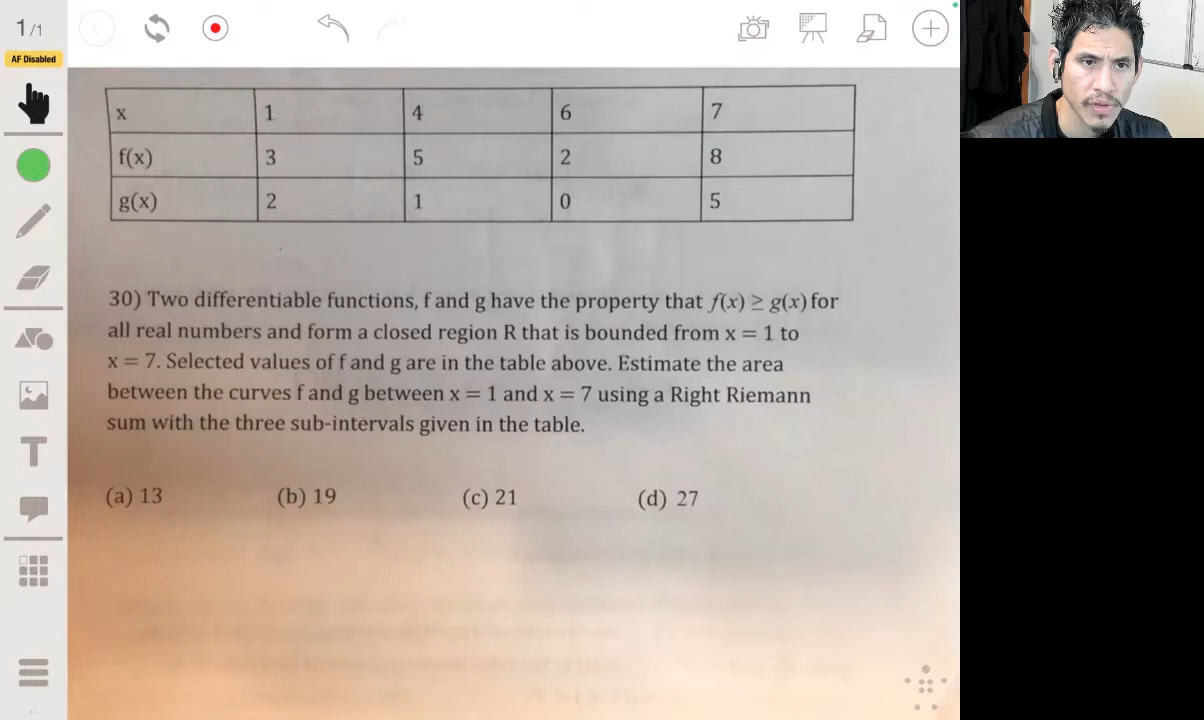 1/1
AF Disabled
x 1 4 6 7
f(x) 3 5 2 8
g(x) 2 1 0 5
30) Two differentiable functions, f and g have the property that f(x) ≥ g(x) for
all real numbers and form a closed region R that is bounded from x = 1 to
x = 7. Selected values of f and g are in the table above. Estimate the area
between the curves f and g between x = 1 and x = 7 using a Right Riemann
sum with the three sub-intervals given in the table.
(a) 13 (b) 19 (c) 21 (d) 27
T